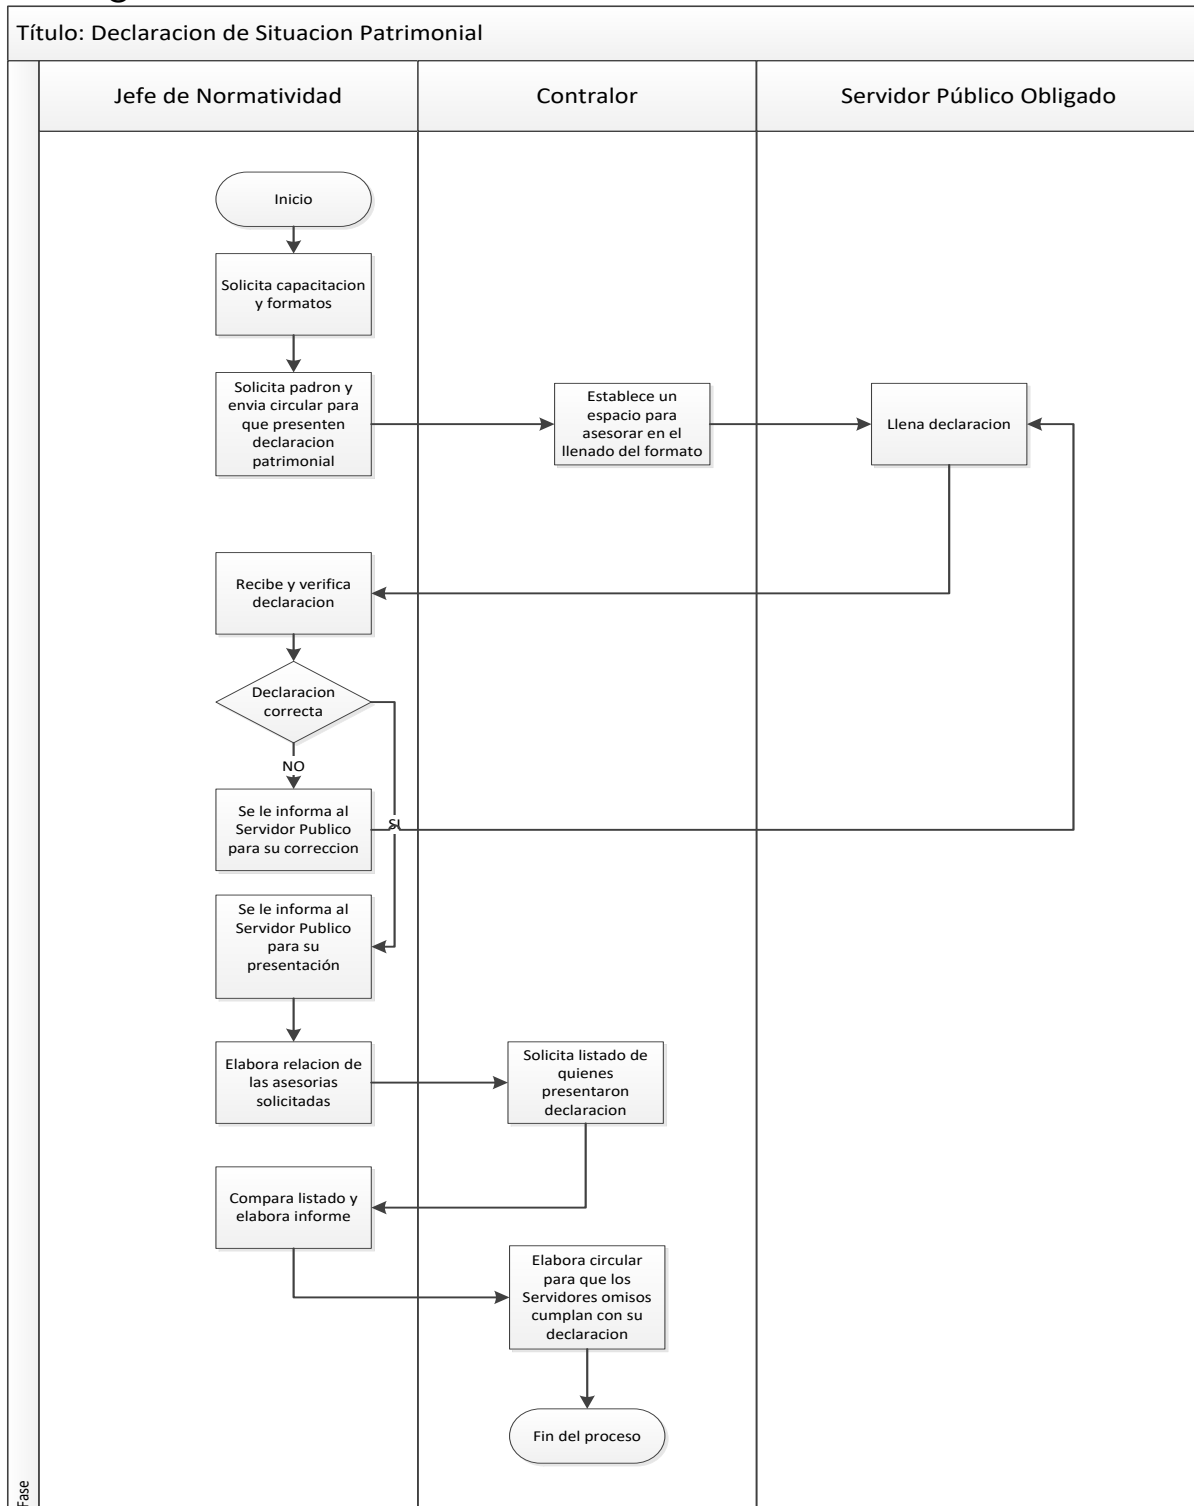 Título: Declaracion de Situacion Patrimonial
Jefe de Normatividad
Contralor
Servidor Público Obligado
Inicio
Solicita capacitacion
y formatos
Solicita padron y
envia circular para
que presenten
declaracion
patrimonial
Establece un
espacio para
asesorar en el
llenado del formato
Llena declaracion
Recibe y verifica
declaracion
Declaracion
correcta
NO
Se le informa al
Servidor Publico
para su correccion
SI
Se le informa al
Servidor Publico
para su
presentación
Elabora relacion de
las asesorias
solicitadas
Solicita listado de
quienes
presentaron
declaracion
Compara listado y
elabora informe
Elabora circular
para que los
Servidores omisos
cumplan con su
declaracion
Fin del proceso
Fase